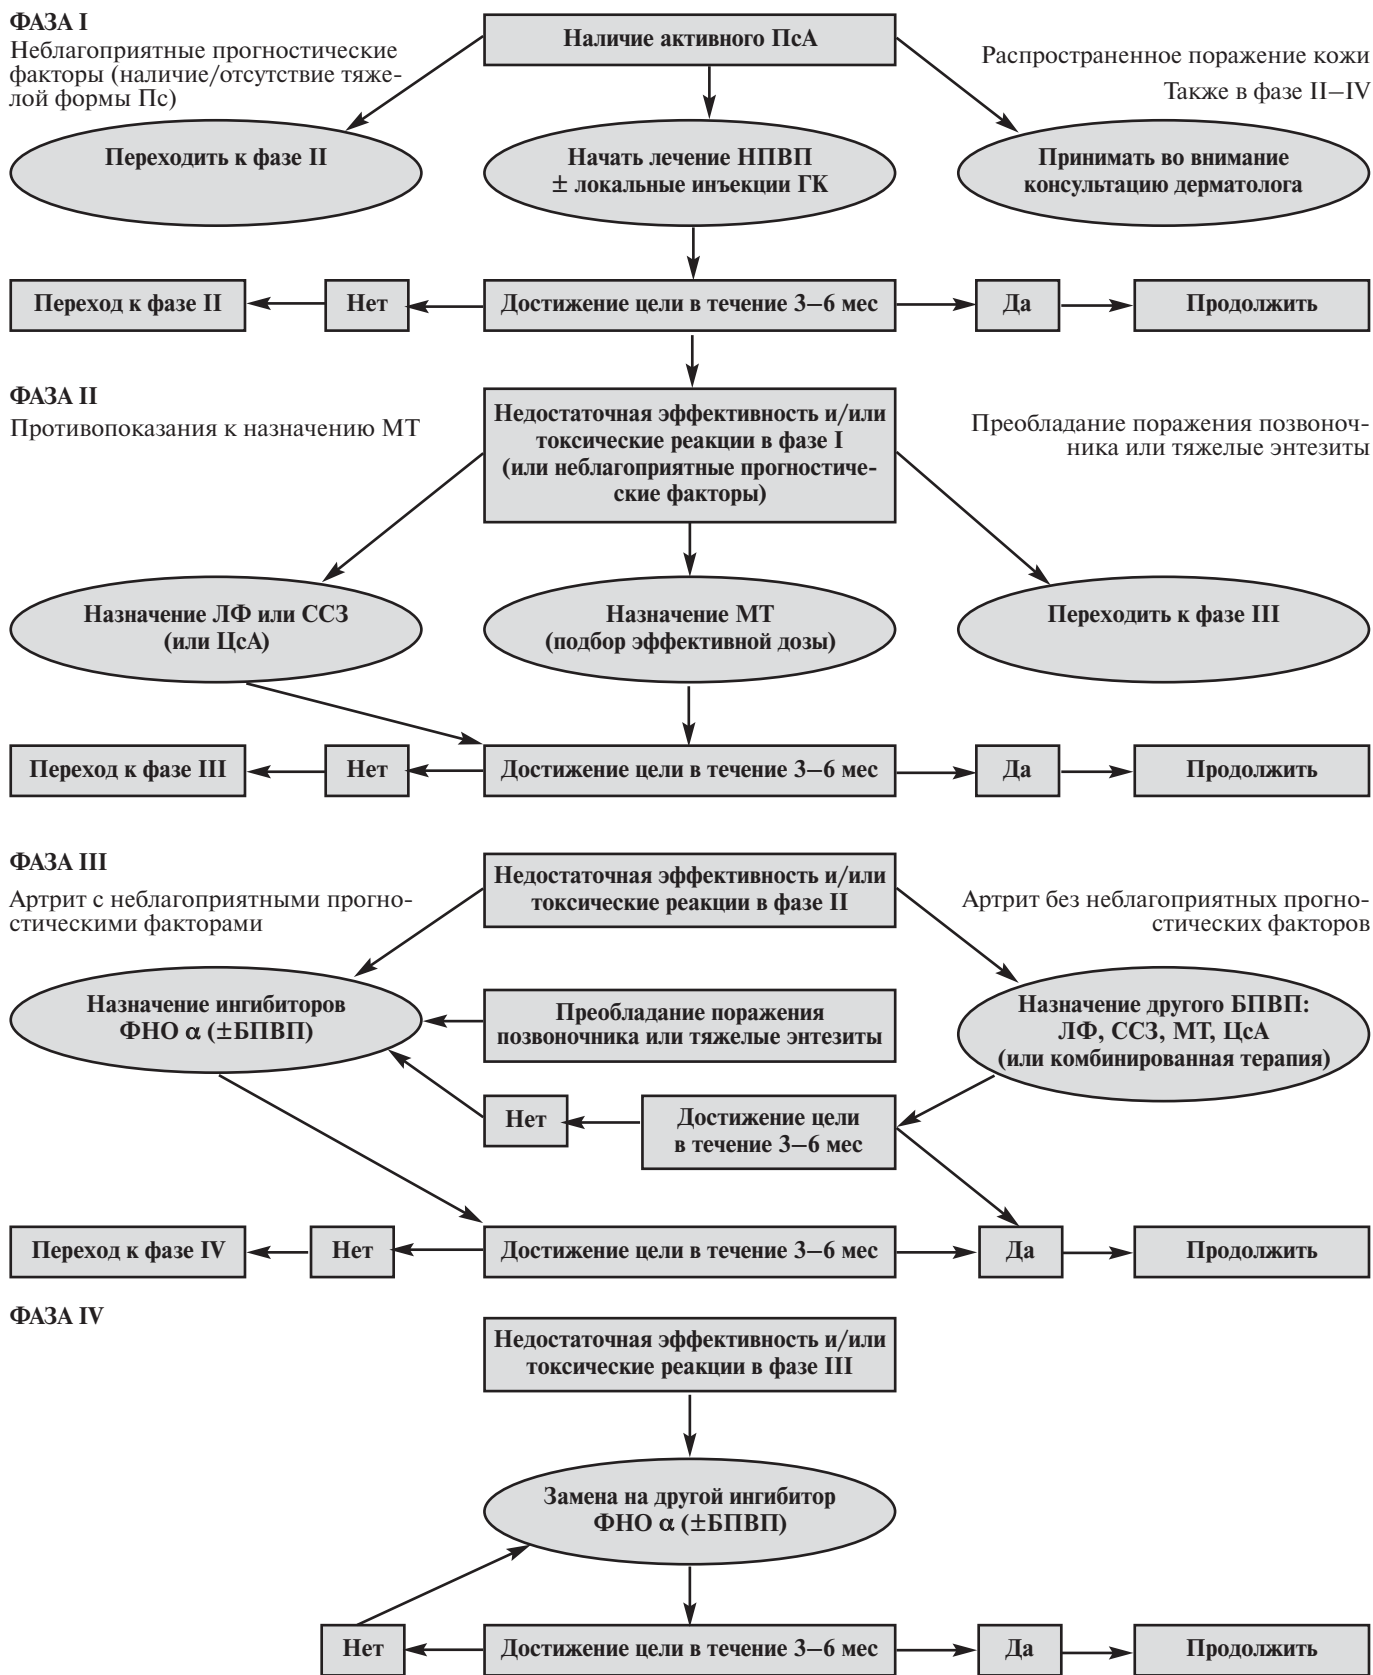 ФАЗА I
Неблагоприятные прогностические
факторы (наличие/отсутствие тяже-
лой формы Пс)
Наличие активного ПсА
Распространенное поражение кожи
Также в фазе II–IV
Переходить к фазе II
Начать лечение НПВП
± локальные инъекции ГК
Принимать во внимание
консультацию дерматолога
Переход к фазе II
Нет
Достижение цели в течение 3–6 мес
Да
Продолжить
ФАЗА II
Противопоказания к назначению МТ
Недостаточная эффективность и/или
токсические реакции в фазе I
(или неблагоприятные прогностиче-
ские факторы)
Преобладание поражения позвоноч-
ника или тяжелые энтезиты
Назначение ЛФ или ССЗ
(или ЦсА)
Назначение МТ
(подбор эффективной дозы)
Переходить к фазе III
Переход к фазе III
Нет
Достижение цели в течение 3–6 мес
Да
Продолжить
ФАЗА III
Артрит с неблагоприятными прогно-
стическими факторами
Недостаточная эффективность и/или
токсические реакции в фазе II
Артрит без неблагоприятных прогно-
стических факторов
Назначение ингибиторов
ФНО α (±БПВП)
Преобладание поражения
позвоночника или тяжелые энтезиты
Назначение другого БПВП:
ЛФ, ССЗ, МТ, ЦсА
(или комбинированная терапия)
Нет
Достижение цели
в течение 3–6 мес
Переход к фазе IV
Нет
Достижение цели в течение 3–6 мес
Да
Продолжить
ФАЗА IV
Недостаточная эффективность и/или
токсические реакции в фазе III
Замена на другой ингибитор
ФНО α (±БПВП)
Нет
Достижение цели в течение 3–6 мес
Да
Продолжить